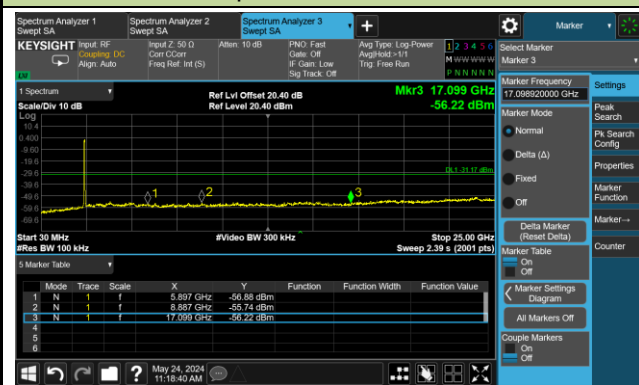 Spectrum Analyzer 1
Swept SA
Spectrum Analyzer 2
Swept SA
Spectrum Analyzer 3
Swept SA
+
Marker
KEYSIGHT
Input: RF
Coupling: DC
Align: Auto
Input Z: 50 Ω
Corr CCorr
Freq Ref: Int (S)
Atten: 10 dB
PNO: Fast
Gate: Off
IF Gain: Low
Sig Track: Off
Avg Type: Log-Power
Avg|Hold:>1/1
Trig: Free Run
1 2 3 4 5 6
M W W W W W
P N N N N N
Select Marker
Marker 3
1 Spectrum
Scale/Div 10 dB
Ref Lvl Offset 20.40 dB
Ref Level 20.40 dBm
Mkr3 17.099 GHz
-56.22 dBm
Log
10.4
0.400
-9.60
-19.6
-29.6
-39.6
-49.6
-59.6
-69.6
DL1 -31.17 dBm
1
2
3
Start 30 MHz
#Res BW 100 kHz
#Video BW 300 kHz
Stop 25.00 GHz
Sweep 2.39 s (2001 pts)
5 Marker Table
Mode Trace Scale X Y Function Function Width Function Value
1 N 1 f 5.897 GHz -56.88 dBm
2 N 1 f 8.887 GHz -55.74 dBm
3 N 1 f 17.099 GHz -56.22 dBm
4
5
6
Marker Frequency
17.098920000 GHz
Marker Mode
Normal
Delta (Δ)
Fixed
Off
Delta Marker
(Reset Delta)
Marker Table
On
Off
Marker Settings
Diagram
All Markers Off
Couple Markers
On
Off
Settings
Peak
Search
Pk Search
Config
Properties
Marker
Function
Marker→
Counter
?
May 24, 2024
11:18:40 AM